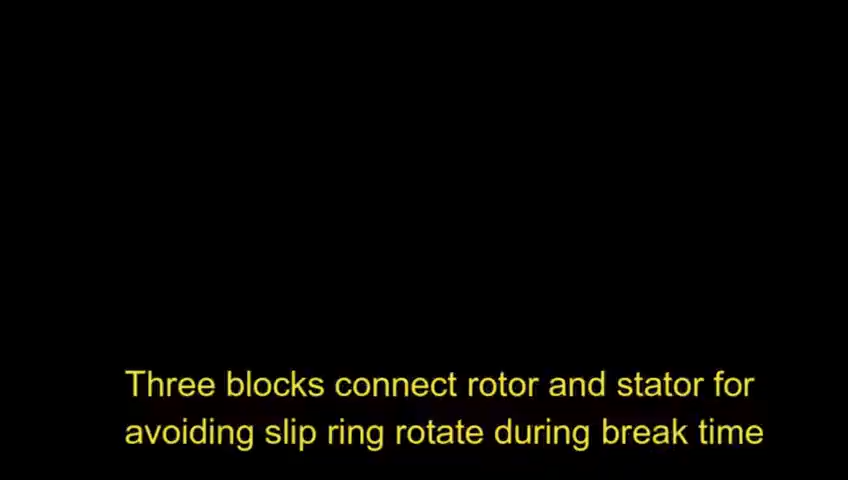 Three blocks connect rotor and stator for
avoiding slip ring rotate during break time